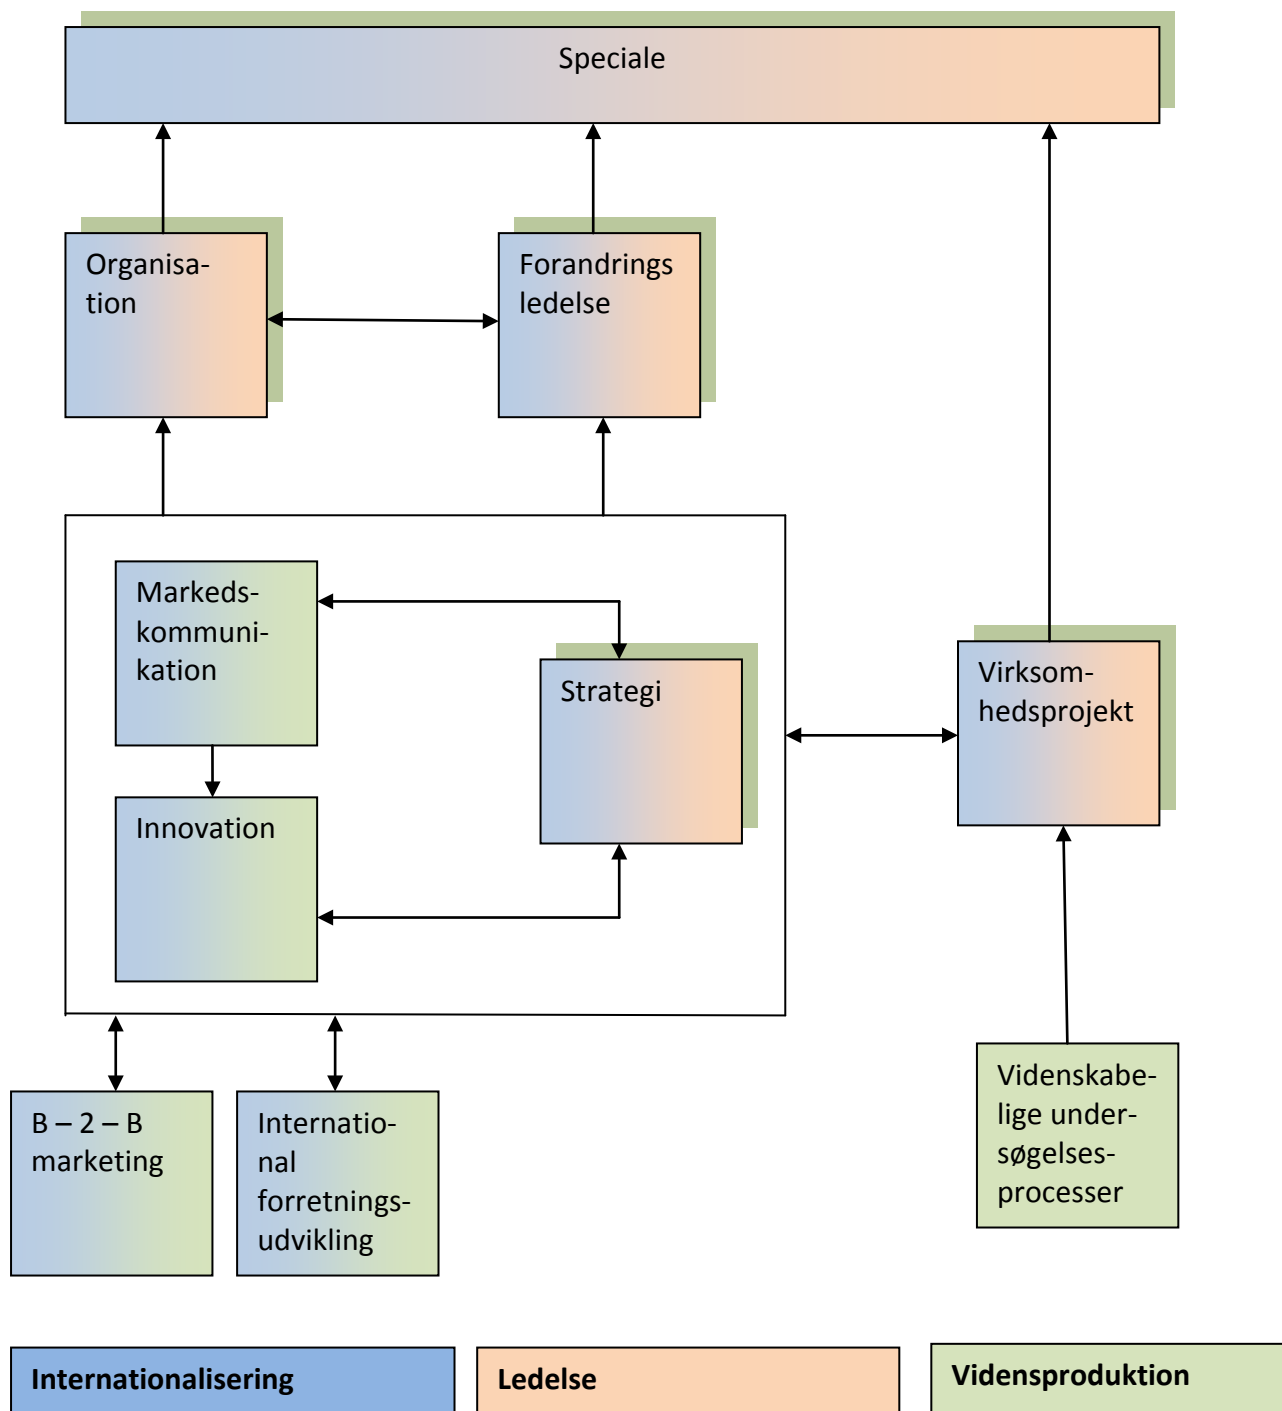 Speciale
Organisa-
tion
Forandrings
ledelse
Markeds-
kommuni-
kation
Strategi
Virksom-
hedsprojekt
Innovation
B – 2 – B
marketing
Internatio-
nal
forretnings-
udvikling
Videnskabe-
lige under-
søgelses-
processer
Internationalisering
Ledelse
Vidensproduktion